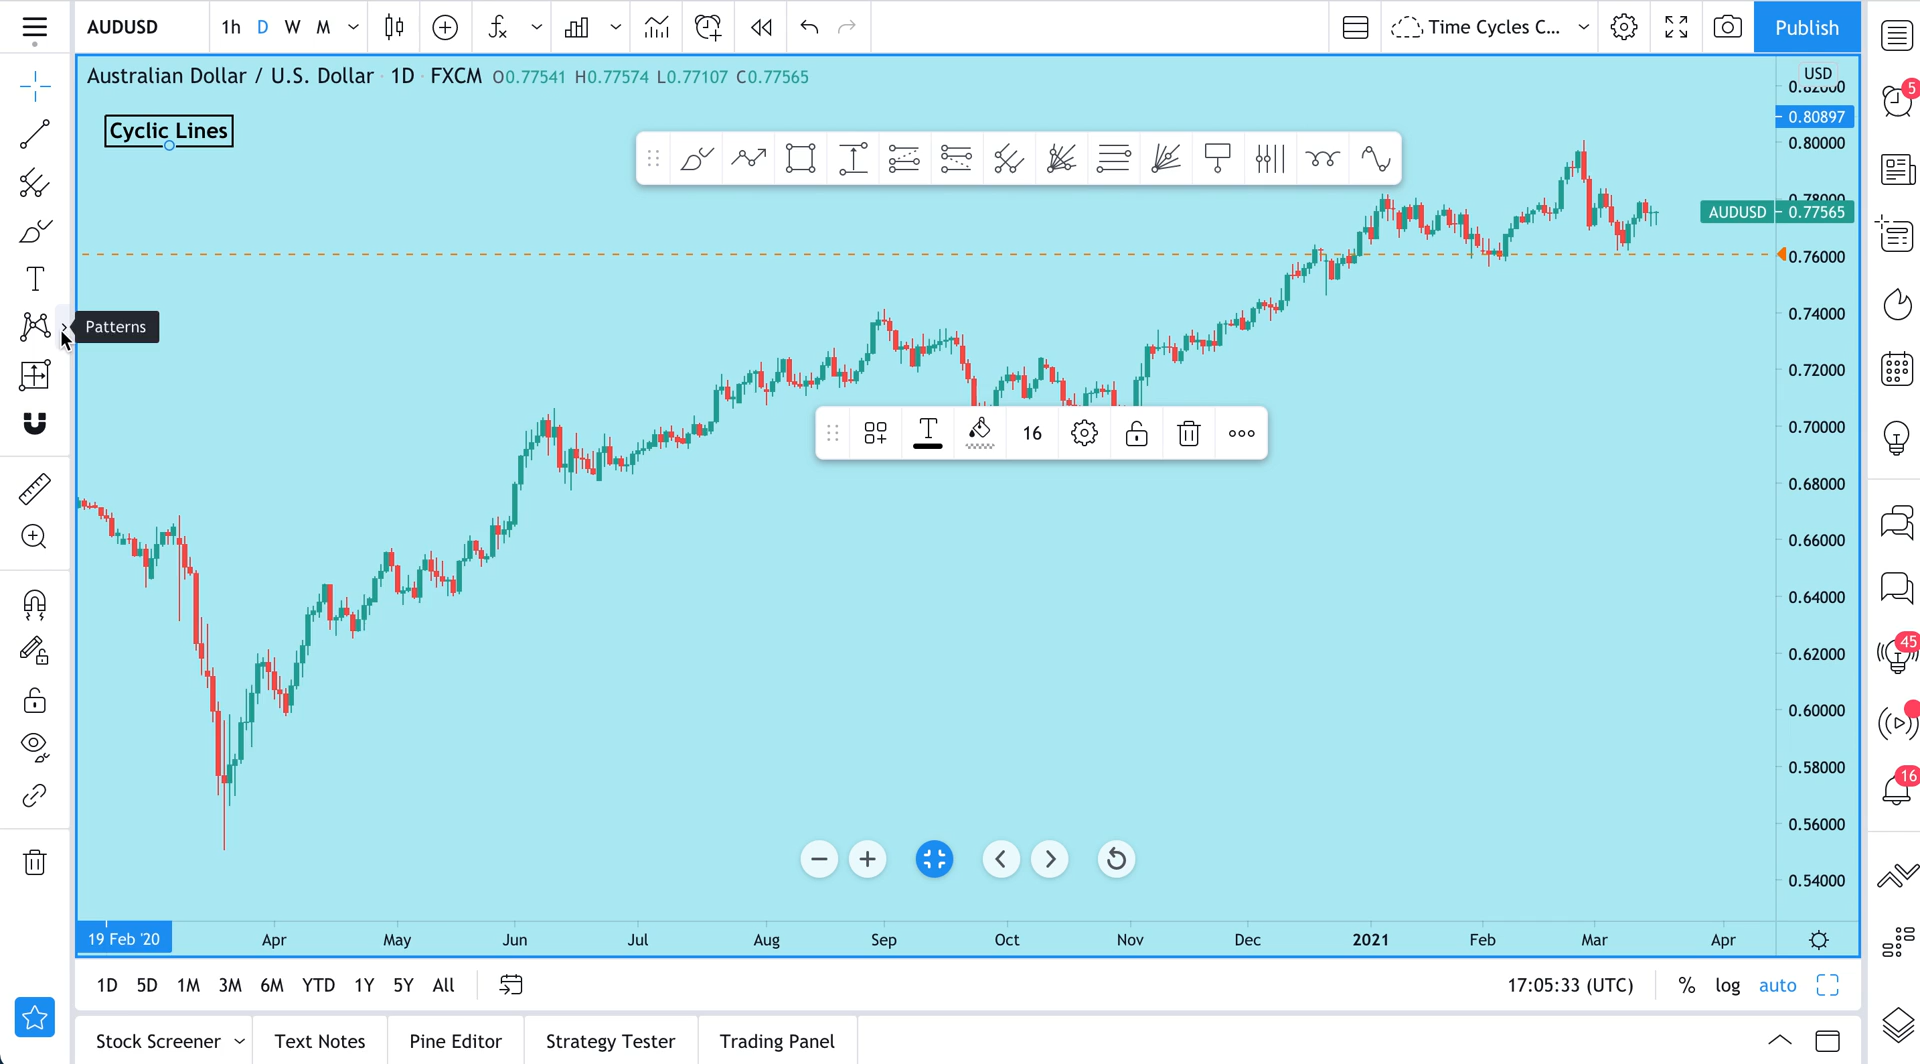 AUDUSD 1h D W M Time Cycles C... Publish
Australian Dollar / U.S. Dollar · 1D · FXCM O0.77541 H0.77574 L0.77107 C0.77565
USD
0.82000
5
0.80897
Cyclic Lines
0.80000
0.78000
AUDUSD 0.77565
0.76000
0.74000
Patterns
0.72000
0.70000
16
0.68000
0.66000
0.64000
0.62000
45
0.60000
0.58000
16
0.56000
0.54000
19 Feb '20 Apr May Jun Jul Aug Sep Oct Nov Dec 2021 Feb Mar Apr
1D 5D 1M 3M 6M YTD 1Y 5Y All 17:05:33 (UTC) % log auto
Stock Screener Text Notes Pine Editor Strategy Tester Trading Panel